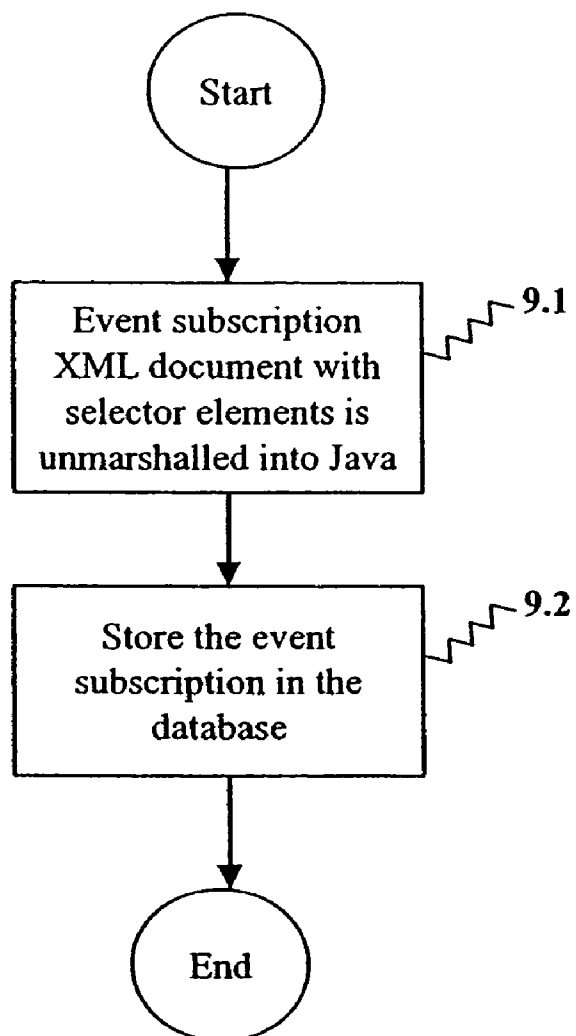 Start
Event subscription
XML document with
selector elements is
unmarshalled into Java
9.1
Store the event
subscription in the
database
9.2
End